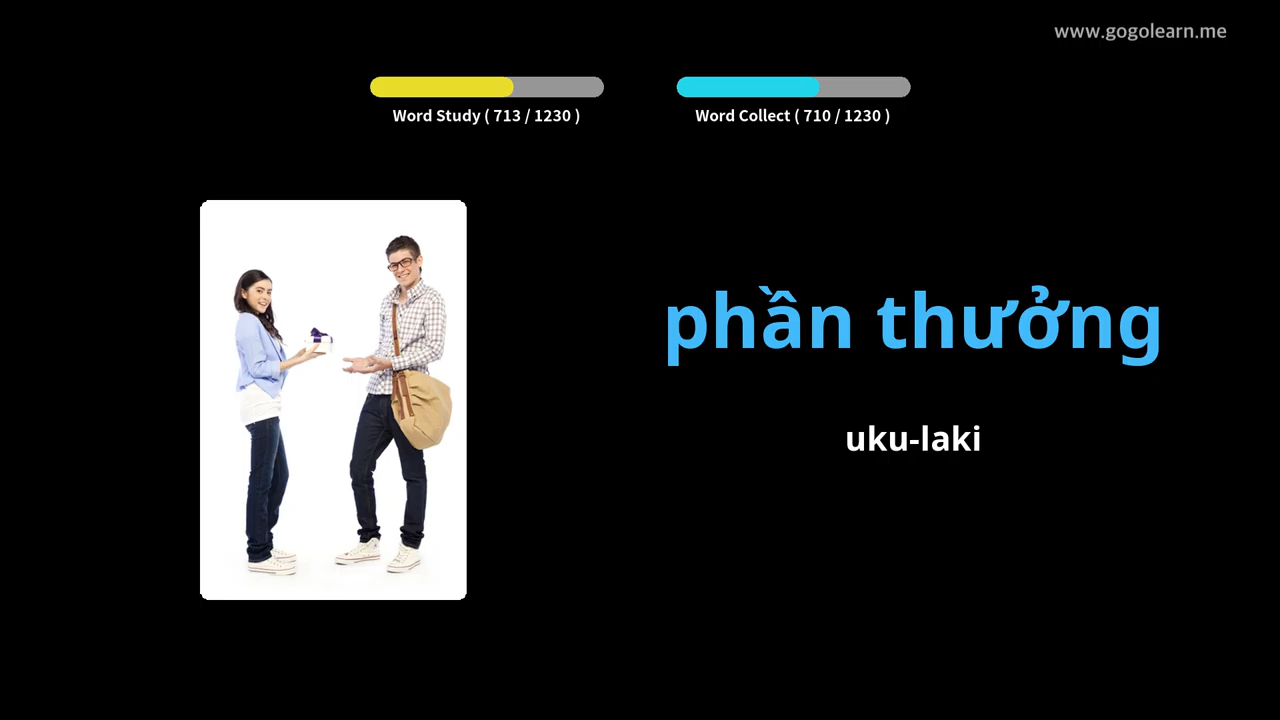 www.gogolearn.me
Word Study ( 713 / 1230 )
Word Collect ( 710 / 1230 )
phần thưởng
uku-laki